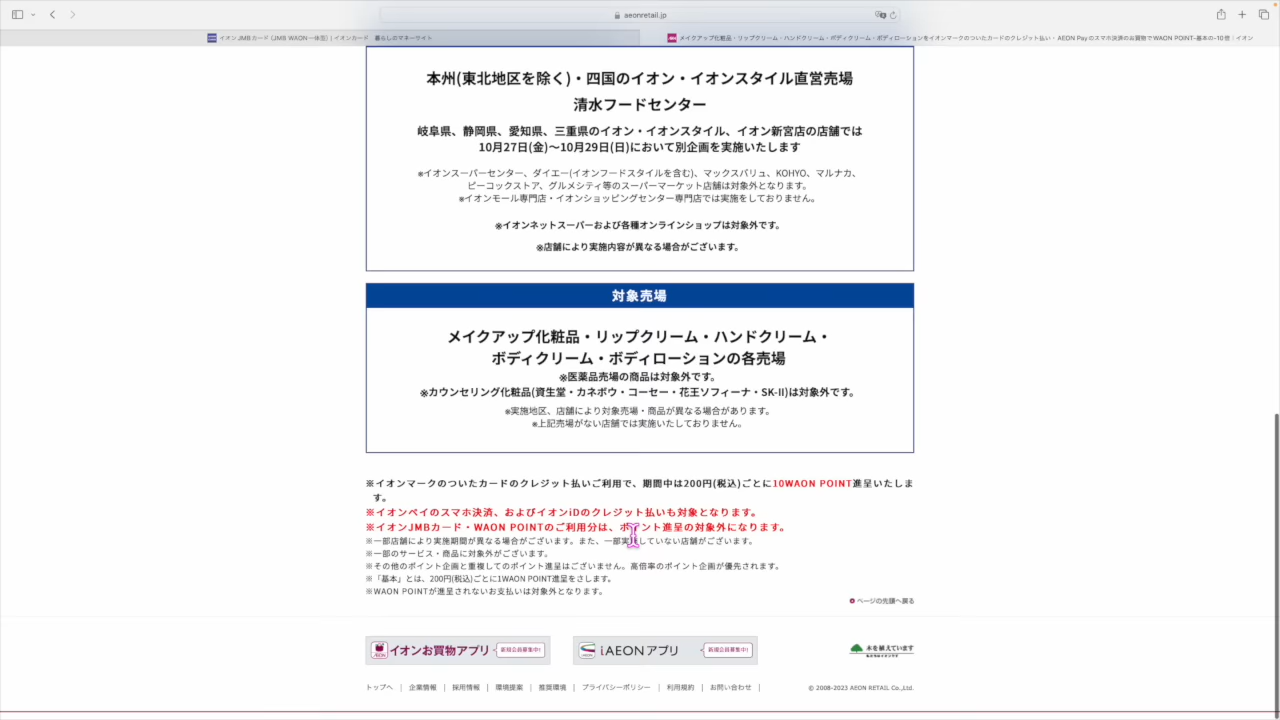 aeonretail.jp
イオン JMBカード (JMB WAON一体型) | イオンカード 暮らしのマネーサイト
メイクアップ化粧品・リップクリーム・ハンドクリーム・ボディクリーム・ボディローションをイオンマークのついたカードのクレジット払い・AEON Payのスマホ決済のお買物でWAON POINT-基本の-10倍｜イオン
本州(東北地区を除く)・四国のイオン・イオンスタイル直営売場
清水フードセンター
岐阜県、静岡県、愛知県、三重県のイオン・イオンスタイル、イオン新宮店の店舗では
10月27日(金)〜10月29日(日)において別企画を実施いたします
※イオンスーパーセンター、ダイエー(イオンフードスタイルを含む)、マックスバリュ、KOHYO、マルナカ、
ピーコックストア、グルメシティ等のスーパーマーケット店舗は対象外となります。
※イオンモール専門店・イオンショッピングセンター専門店では実施をしておりません。
※イオンネットスーパーおよび各種オンラインショップは対象外です。
※店舗により実施内容が異なる場合がございます。
対象売場
メイクアップ化粧品・リップクリーム・ハンドクリーム・
ボディクリーム・ボディローションの各売場
※医薬品売場の商品は対象外です。
※カウンセリング化粧品(資生堂・カネボウ・コーセー・花王ソフィーナ・SK-II)は対象外です。
※実施地区、店舗により対象売場・商品が異なる場合があります。
※上記売場がない店舗では実施いたしておりません。
※イオンマークのついたカードのクレジット払いご利用で、期間中は200円(税込)ごとに10WAON POINT進呈いたしま
す。
※イオンペイのスマホ決済、およびイオンiDのクレジット払いも対象となります。
※イオンJMBカード・WAON POINTのご利用分は、ポイント進呈の対象外になります。
※一部店舗により実施期間が異なる場合がございます。また、一部実施していない店舗がございます。
※一部のサービス・商品に対象外がございます。
※その他のポイント企画と重複してのポイント進呈はございません。高倍率のポイント企画が優先されます。
※「基本」とは、200円(税込)ごとに1WAON POINT進呈をさします。
※WAON POINTが進呈されないお支払いは対象外となります。
ページの先頭へ戻る
AEON イオンお買物アプリ 新規会員募集中!
iAEONアプリ 新規会員募集中!
木を植えています
私たちはイオンです
トップへ | 企業情報 | 採用情報 | 環境提案 | 推奨環境 | プライバシーポリシー | 利用規約 | お問い合わせ |
© 2008-2023 AEON RETAIL Co.,Ltd.